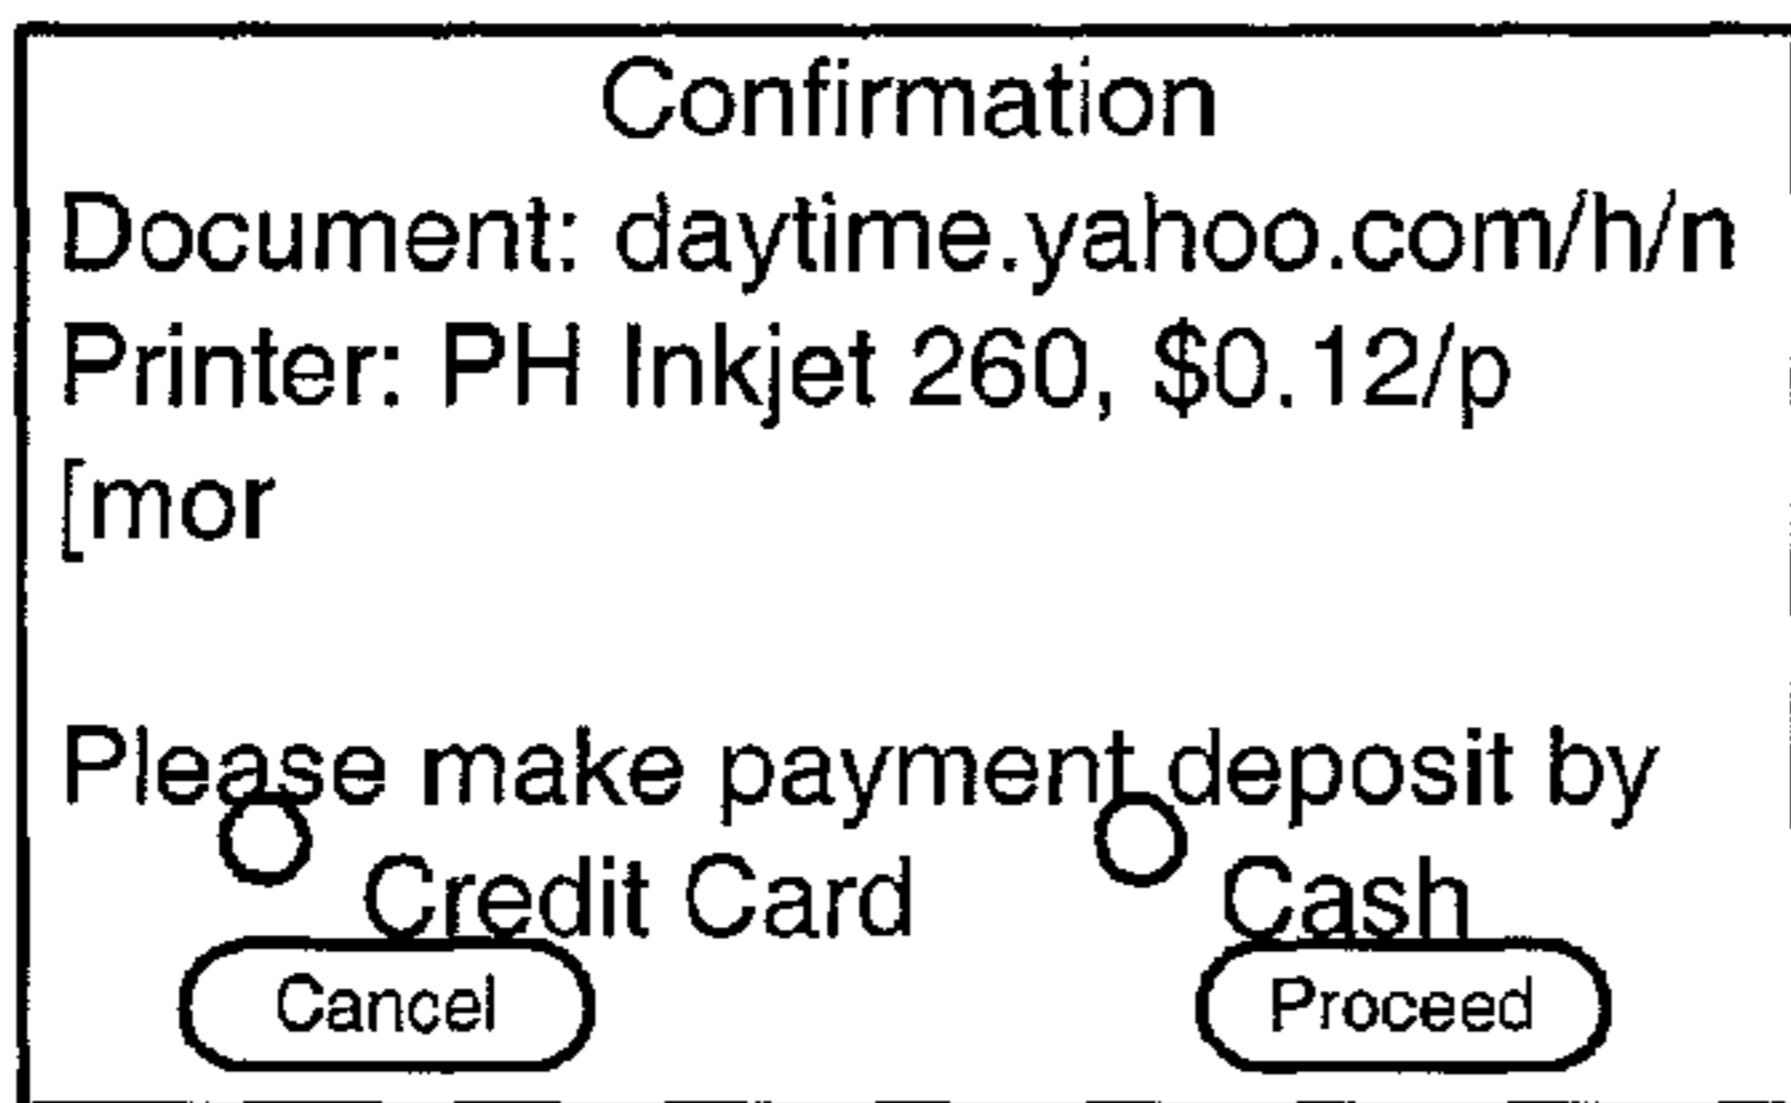 Confirmation
Document: daytime.yahoo.com/h/n
Printer: PH Inkjet 260, $0.12/p
[mor
Please make payment deposit by
Credit Card Cash
Cancel Proceed